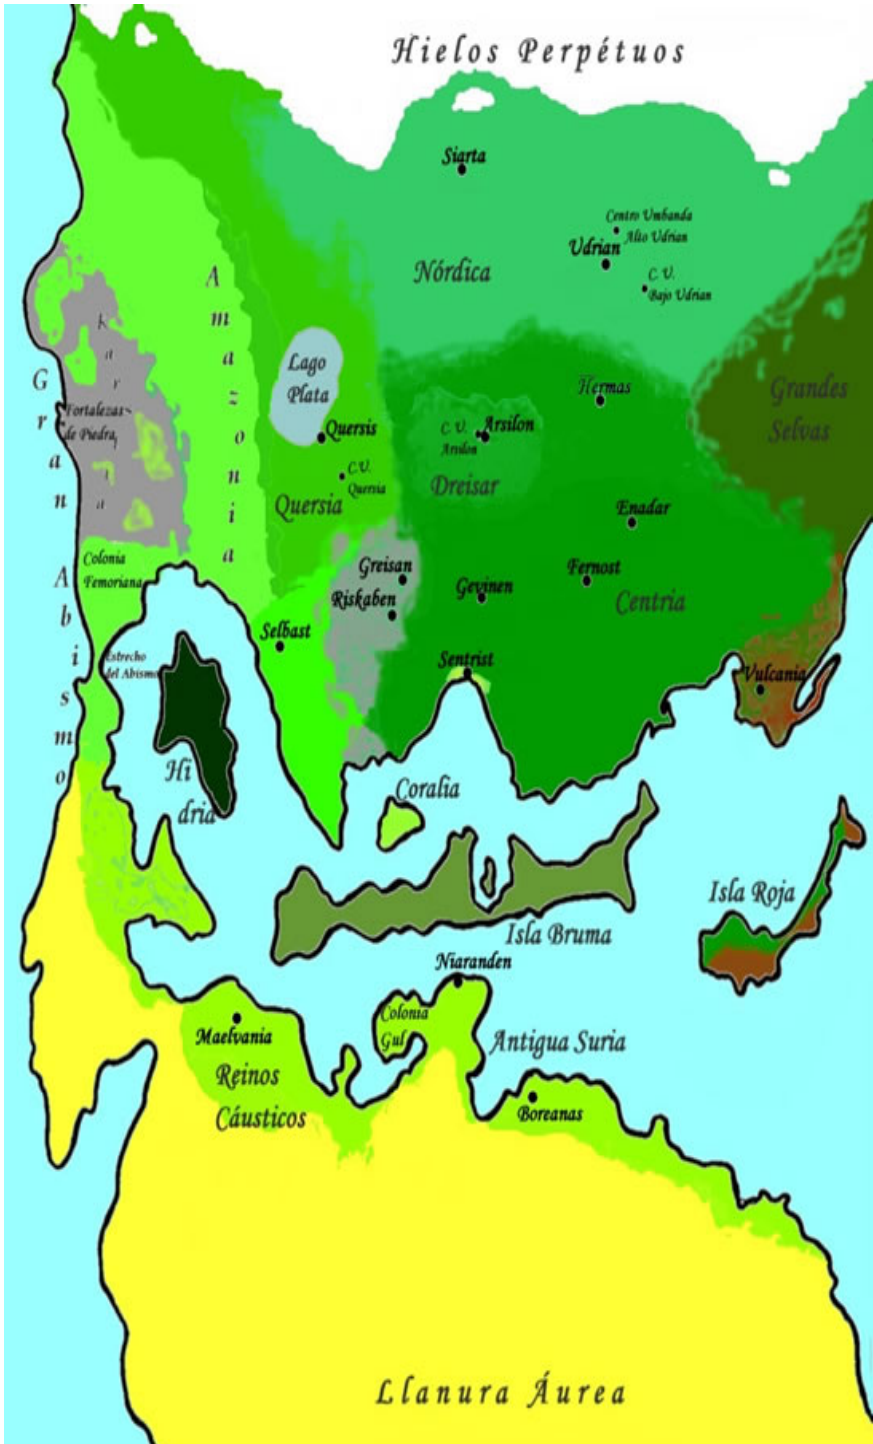 Hielos Perpétuos
Siarta
Centro Umbanda
Alto Udrian
Udrian
C. U.
Bajo Udrian
Nórdica
Amazonia
Gran Abismo
Karplia
Lago
Plata
Hermas
Grandes
Selvas
Fortalezas
de Piedra
Quersis
C. U.
Arsilon
Arsilon
C.U.
Quersia
Quersia
Dreisar
Enadar
Colonia
Femoriana
Greisan
Riskaben
Gevinen
Fernost
Centria
Selbast
Estrecho
del Abismo
Sentrist
Vulcania
Hi
dria
Coralia
Isla Roja
Isla Bruma
Niaranden
Colonia
Gul
Maelvania
Antigua Suria
Reinos
Cáusticos
Boreanas
Llanura Áurea